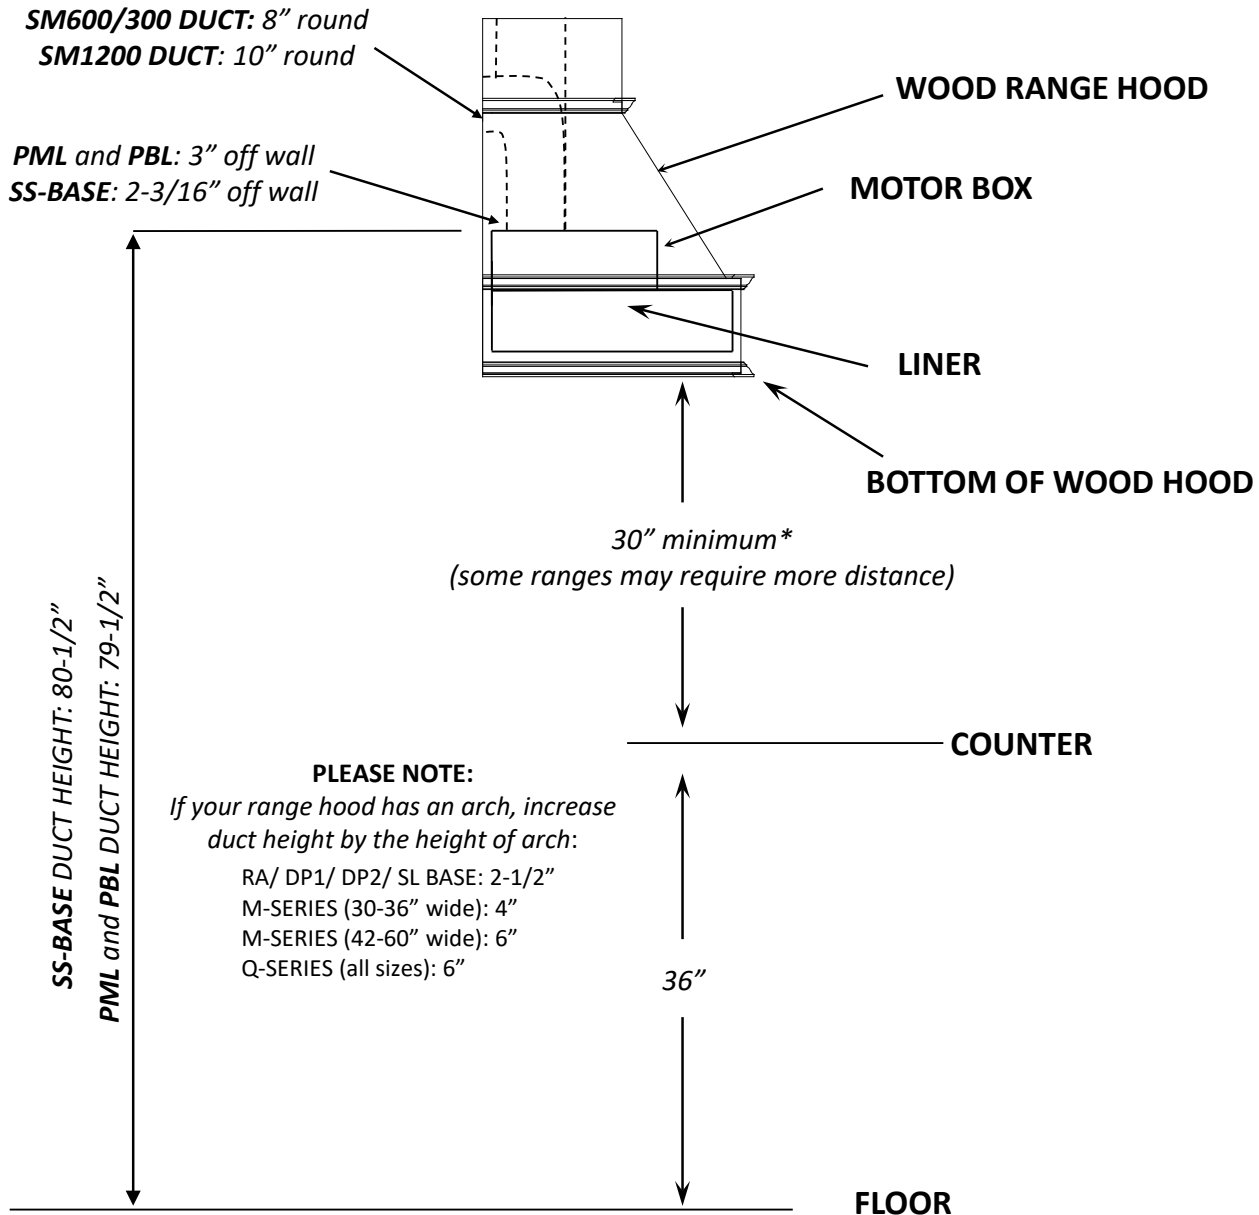 SM600/300 DUCT: 8” round
SM1200 DUCT: 10” round
WOOD RANGE HOOD
PML and PBL: 3” off wall
SS-BASE: 2-3/16” off wall
MOTOR BOX
LINER
BOTTOM OF WOOD HOOD
30” minimum*
(some ranges may require more distance)
SS-BASE DUCT HEIGHT: 80-1/2”
PML and PBL DUCT HEIGHT: 79-1/2”
COUNTER
PLEASE NOTE:
If your range hood has an arch, increase
duct height by the height of arch:
RA/ DP1/ DP2/ SL BASE: 2-1/2”
M-SERIES (30-36” wide): 4”
M-SERIES (42-60” wide): 6”
Q-SERIES (all sizes): 6”
36”
FLOOR